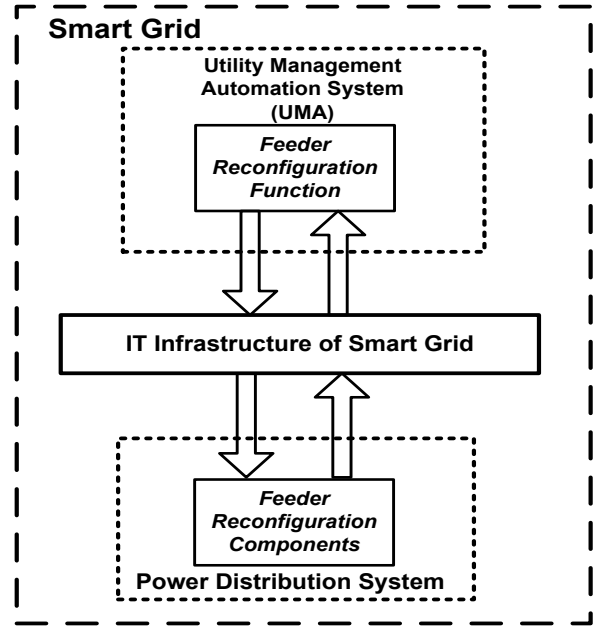 Smart Grid
Utility Management
Automation System
(UMA)
Feeder
Reconfiguration
Function
IT Infrastructure of Smart Grid
Feeder
Reconfiguration
Components
Power Distribution System